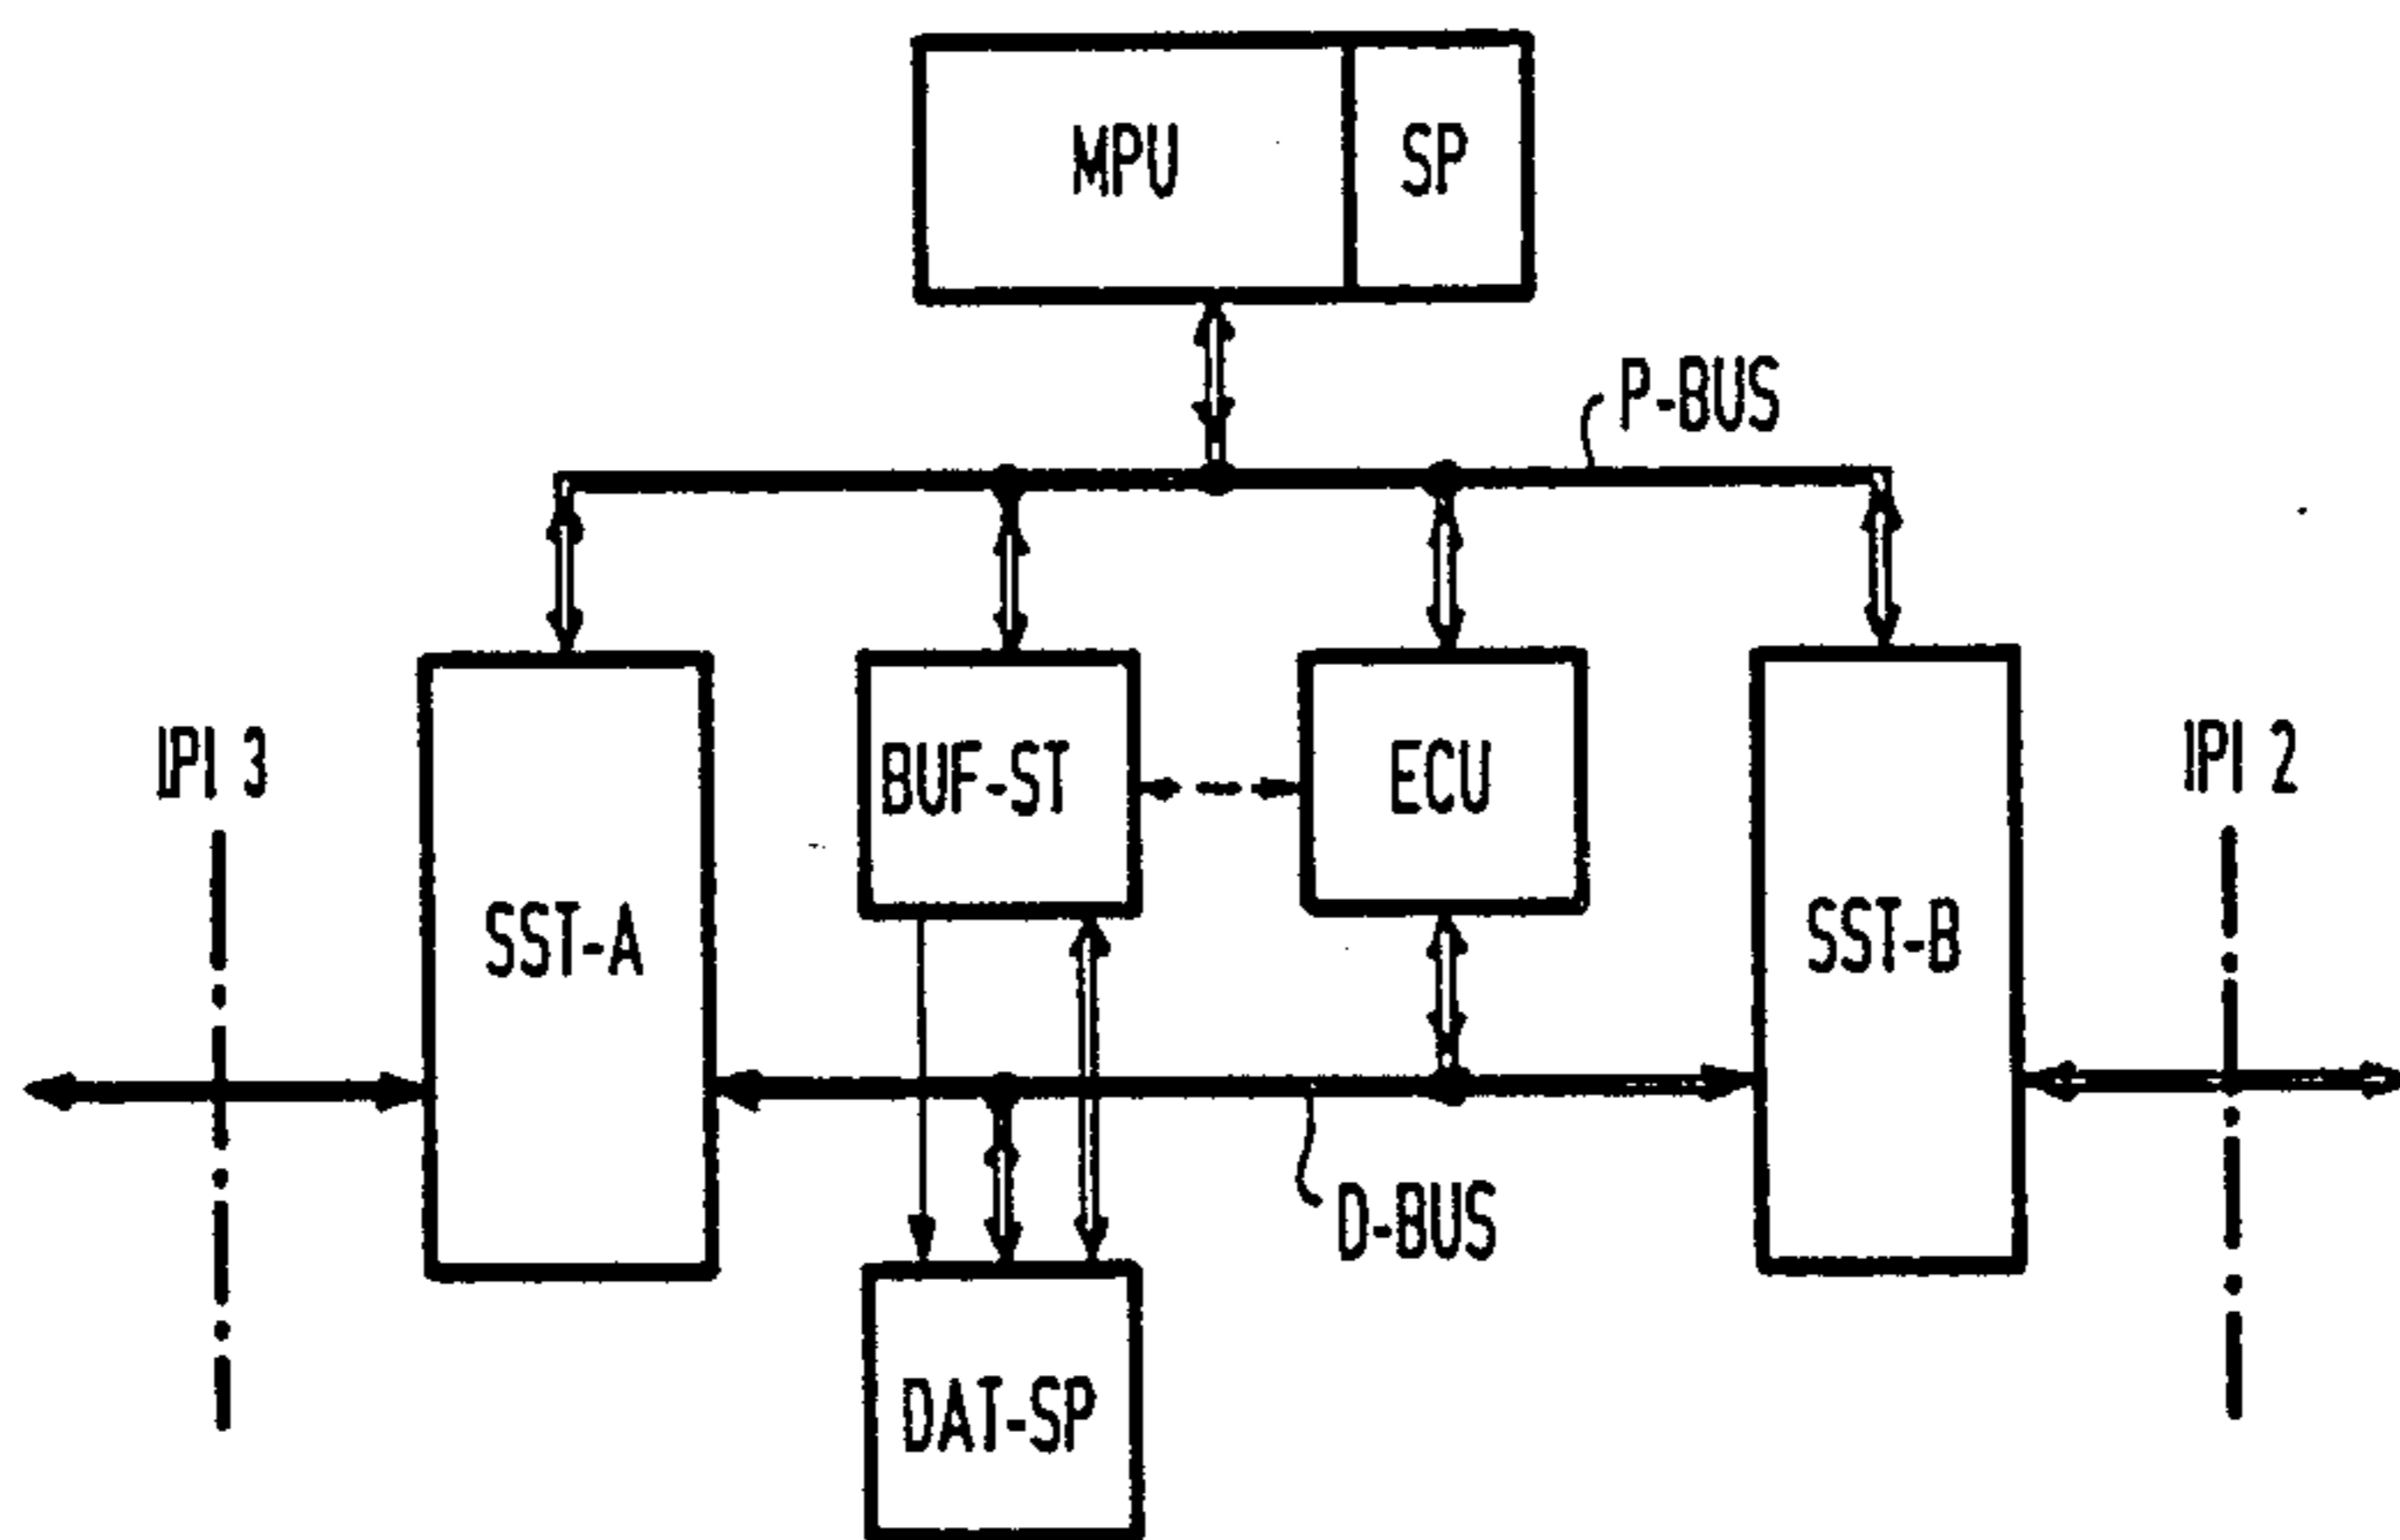 MPU
SP
P-BUS
IPI 3
BUF-ST
ECU
IPI 2
SST-A
SST-B
D-BUS
DAT-SP